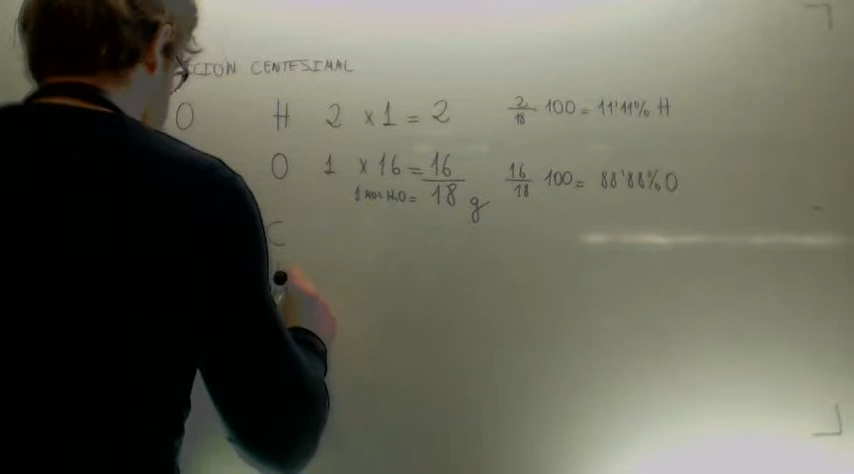 CIÓN CENTESIMAL
O H 2 x 1 = 2 2/18 100 = 11'11% H
O 1 x 16 = 16 16/18 100 = 88'88% O
1 MOL H2O = 18 g
C